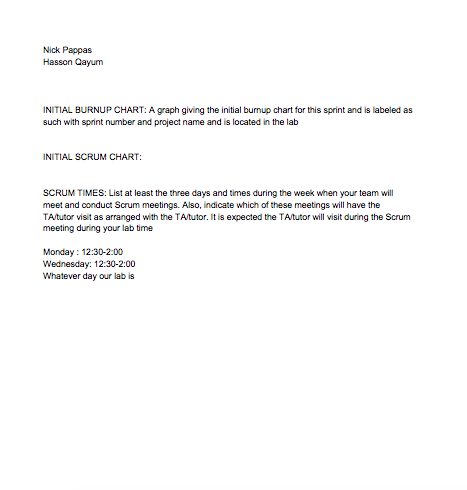 Nick Pappas
Hasson Qayum
INITIAL BURNUP CHART: A graph giving the initial burnup chart for this sprint and is labeled as
such with sprint number and project name and is located in the lab
INITIAL SCRUM CHART:
SCRUM TIMES: List at least the three days and times during the week when your team will
meet and conduct Scrum meetings. Also, indicate which of these meetings will have the
TA/tutor visit as arranged with the TA/tutor. It is expected the TA/tutor will visit during the Scrum
meeting during your lab time
Monday : 12:30-2:00
Wednesday: 12:30-2:00
Whatever day our lab is